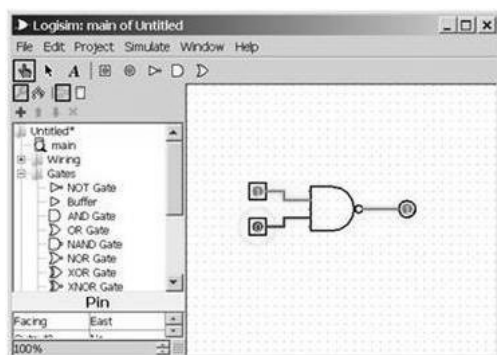 Logisim: main of Untitled
File Edit Project Simulate Window Help
A
Untitled*
main
Wiring
Gates
NOT Gate
Buffer
AND Gate
OR Gate
NAND Gate
NOR Gate
XOR Gate
XNOR Gate
Pin
Facing East
100%